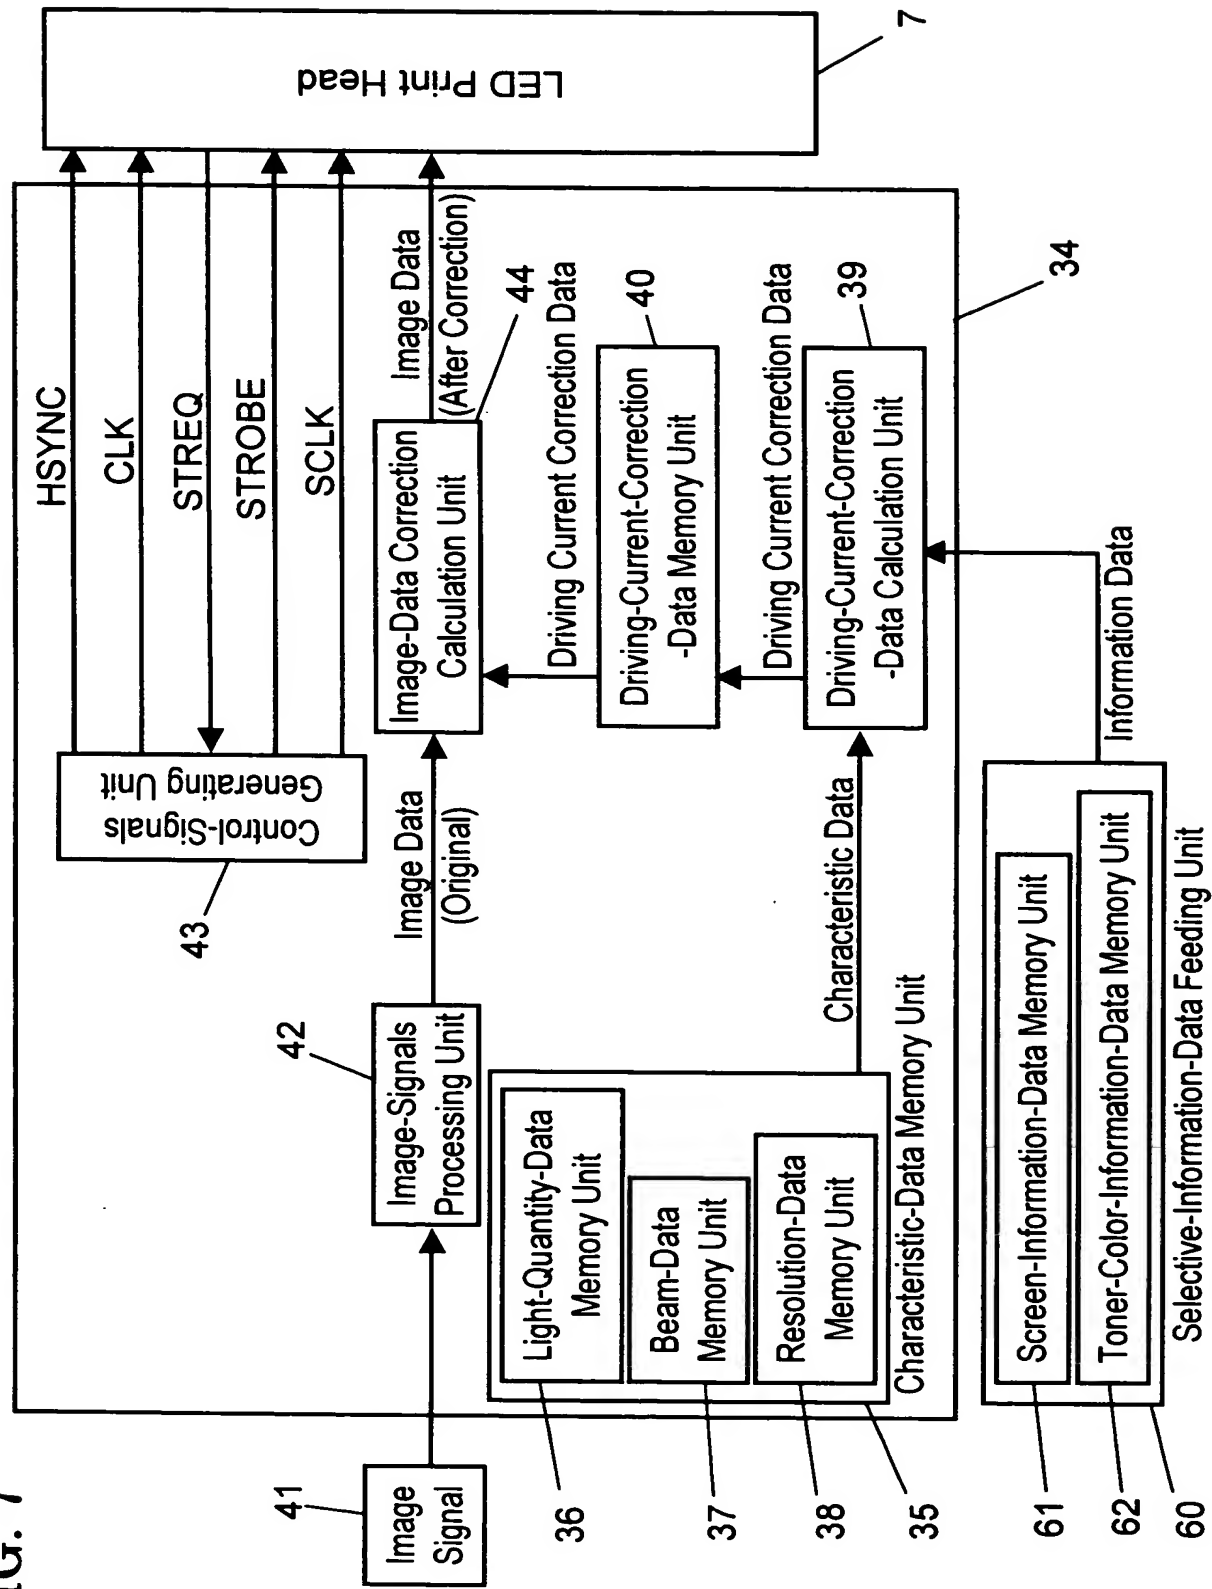 FIG. 7
41
Image
Signal
42
Image-Signals
Processing Unit
Image Data
(Original)
43
Control-Signals
Generating Unit
HSYNC
CLK
STREQ
STROBE
SCLK
LED Print Head
7
Image-Data Correction
Calculation Unit
44
Image Data
(After Correction)
Driving Current Correction Data
Driving-Current-Correction
-Data Memory Unit
40
Driving Current Correction Data
Driving-Current-Correction
-Data Calculation Unit
39
34
Characteristic Data
36
Light-Quantity-Data
Memory Unit
37
Beam-Data
Memory Unit
38
Resolution-Data
Memory Unit
35
Characteristic-Data Memory Unit
Information Data
61
Screen-Information-Data Memory Unit
62
Toner-Color-Information-Data Memory Unit
60
Selective-Information-Data Feeding Unit